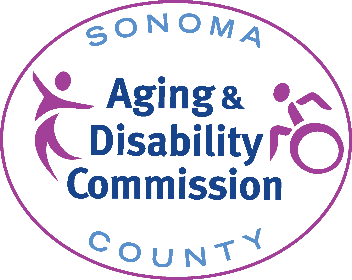 SONOMA
Aging &
Disability
Commission
COUNTY